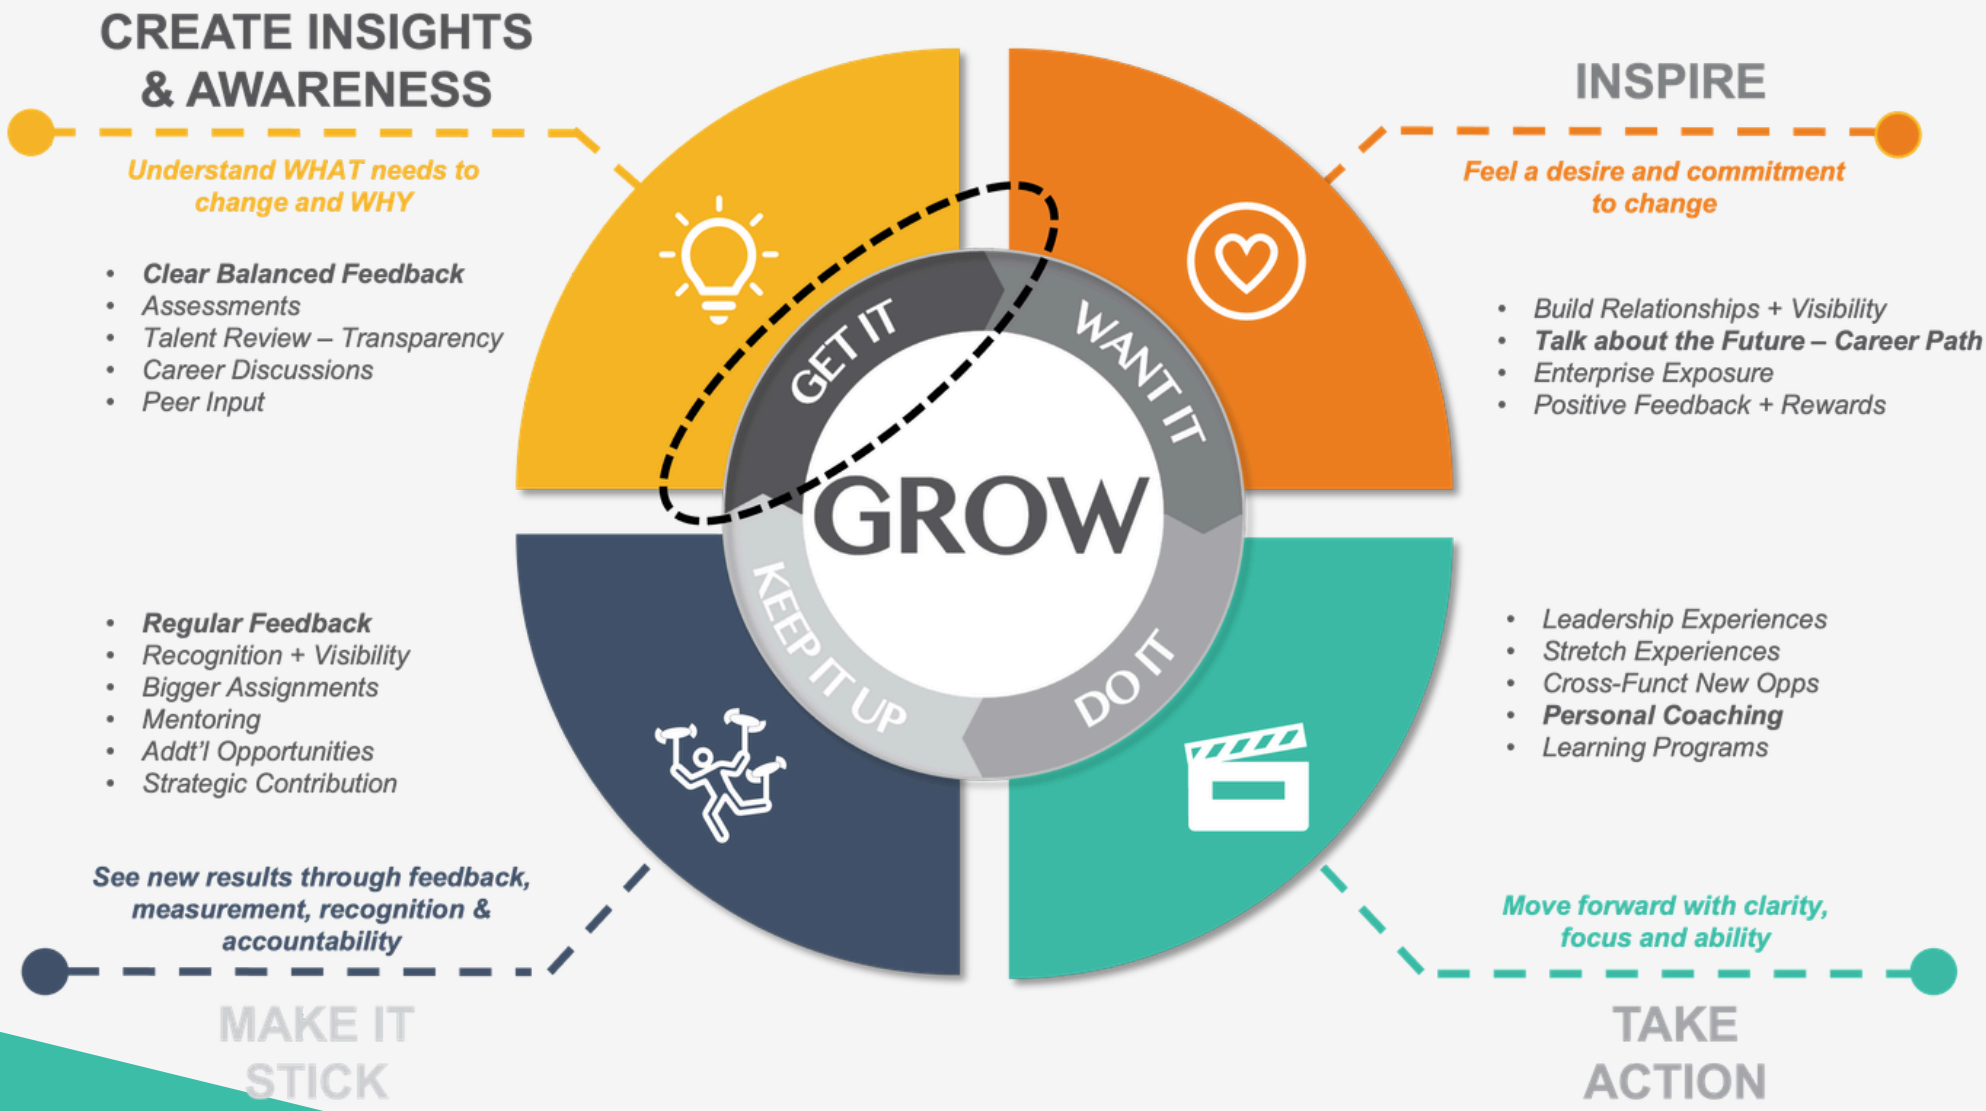 CREATE INSIGHTS
& AWARENESS
Understand WHAT needs to
change and WHY
• Clear Balanced Feedback
• Assessments
• Talent Review – Transparency
• Career Discussions
• Peer Input
INSPIRE
Feel a desire and commitment
to change
• Build Relationships + Visibility
• Talk about the Future – Career Path
• Enterprise Exposure
• Positive Feedback + Rewards
GET IT
WANT IT
GROW
KEEP IT UP
DO IT
• Regular Feedback
• Recognition + Visibility
• Bigger Assignments
• Mentoring
• Addt'l Opportunities
• Strategic Contribution
See new results through feedback,
measurement, recognition &
accountability
MAKE IT
STICK
• Leadership Experiences
• Stretch Experiences
• Cross-Funct New Opps
• Personal Coaching
• Learning Programs
Move forward with clarity,
focus and ability
TAKE
ACTION